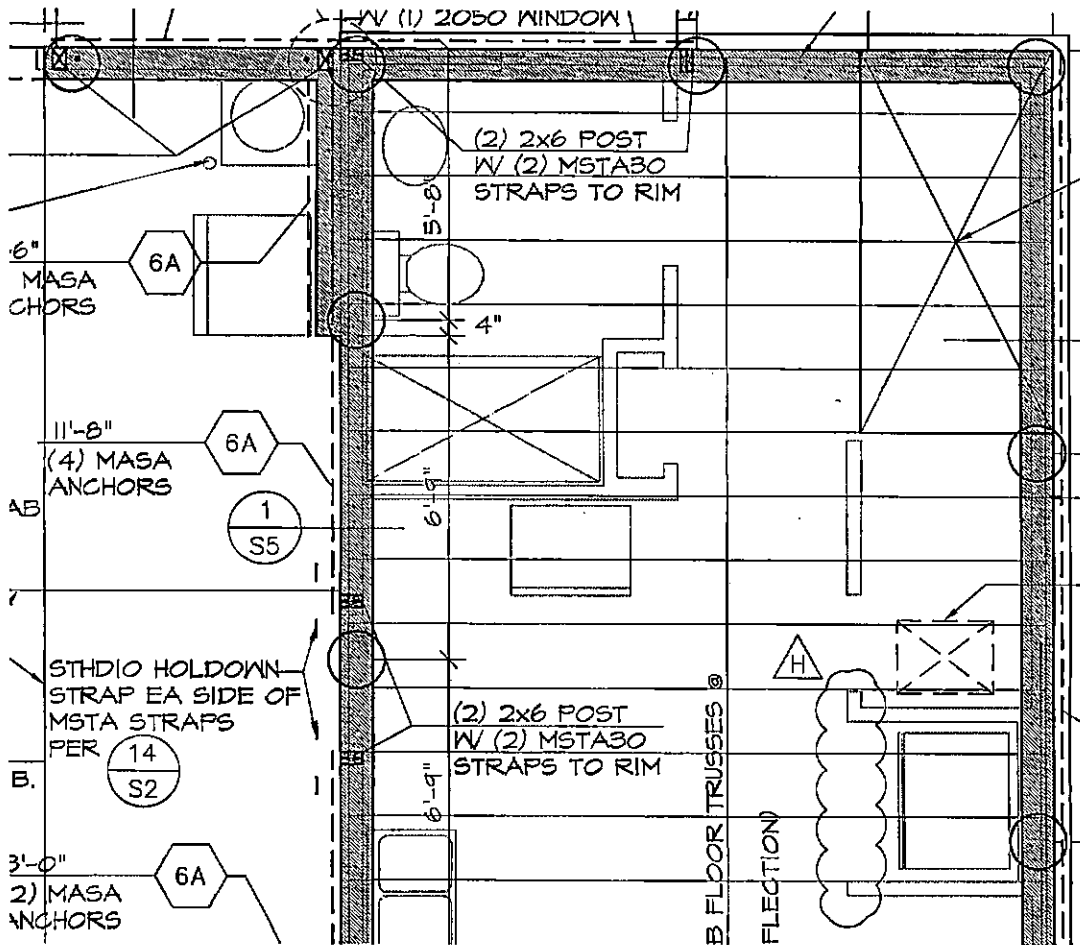 W/ (1) 2050 WINDOW
(2) 2x6 POST
W/ (2) MSTA30
STRAPS TO RIM
5'-8"
6"
MASA
CHORS
6A
4"
11'-8"
(4) MASA
ANCHORS
6A
AB
1
S5
6'-9"
STHD10 HOLDOWN
STRAP EA SIDE OF
MSTA STRAPS
PER
14
S2
H
(2) 2x6 POST
W/ (2) MSTA30
STRAPS TO RIM
B.
6'-9"
B FLOOR TRUSSES @
FLECTION)
3'-0"
2) MASA
ANCHORS
6A